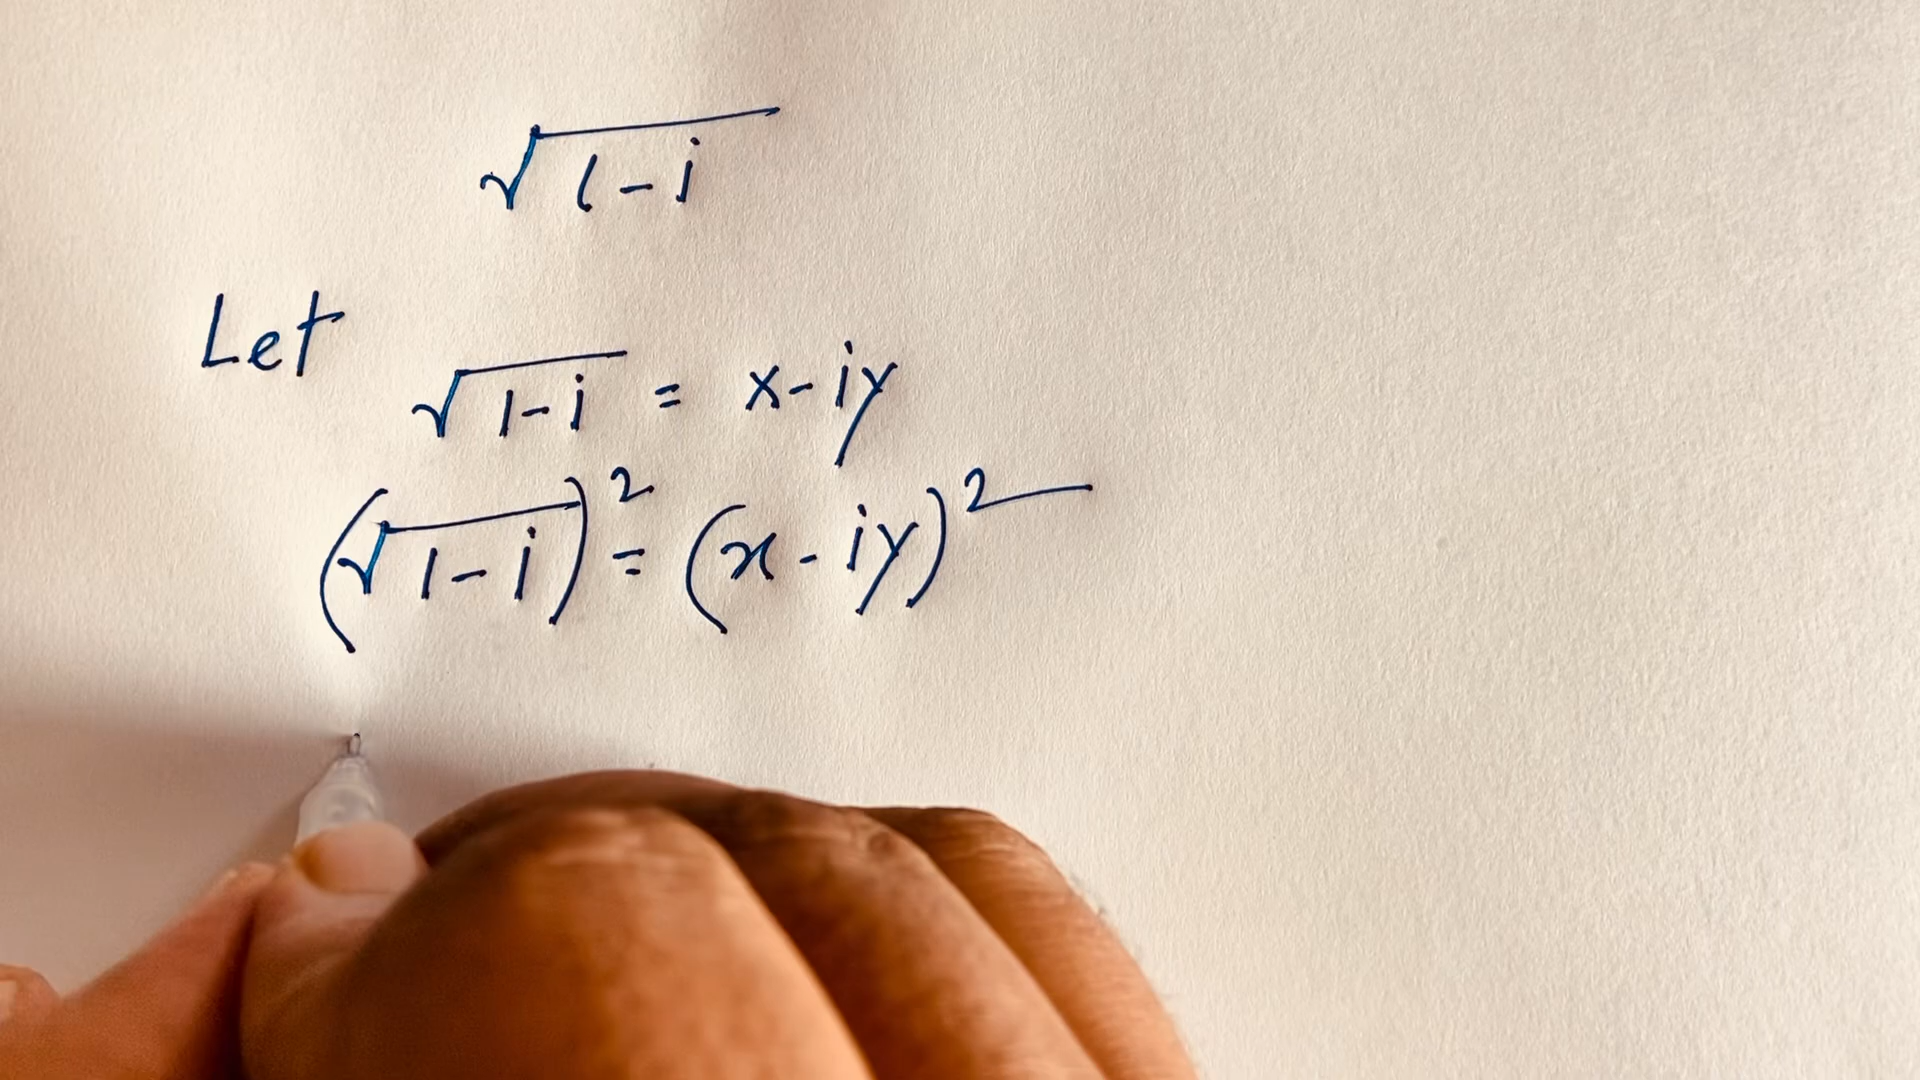 √1-i
Let
√1-i = x-iy
(√1-i)² = (x-iy)²